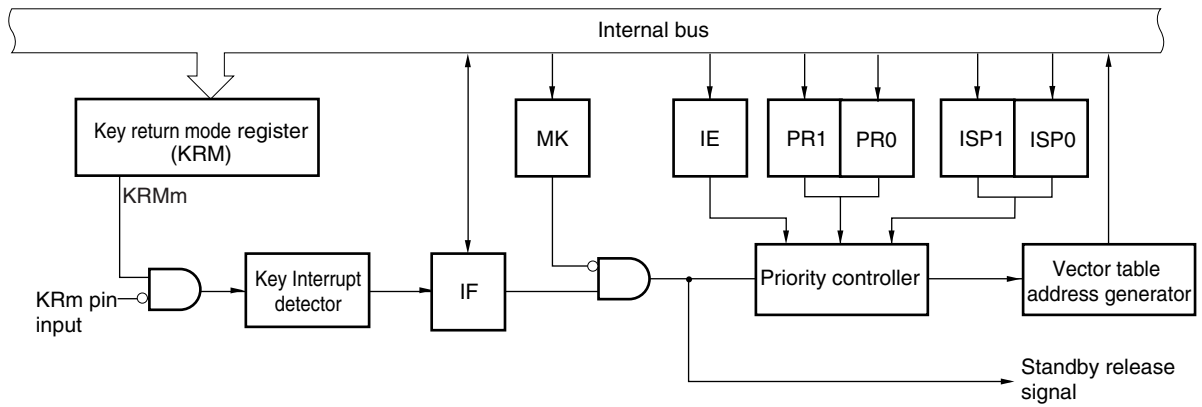 Internal bus
Key return mode register
(KRM)
MK
IE
PR1
PR0
ISP1
ISP0
KRMm
KRm pin
input
Key Interrupt
detector
IF
Priority controller
Vector table
address generator
Standby release
signal